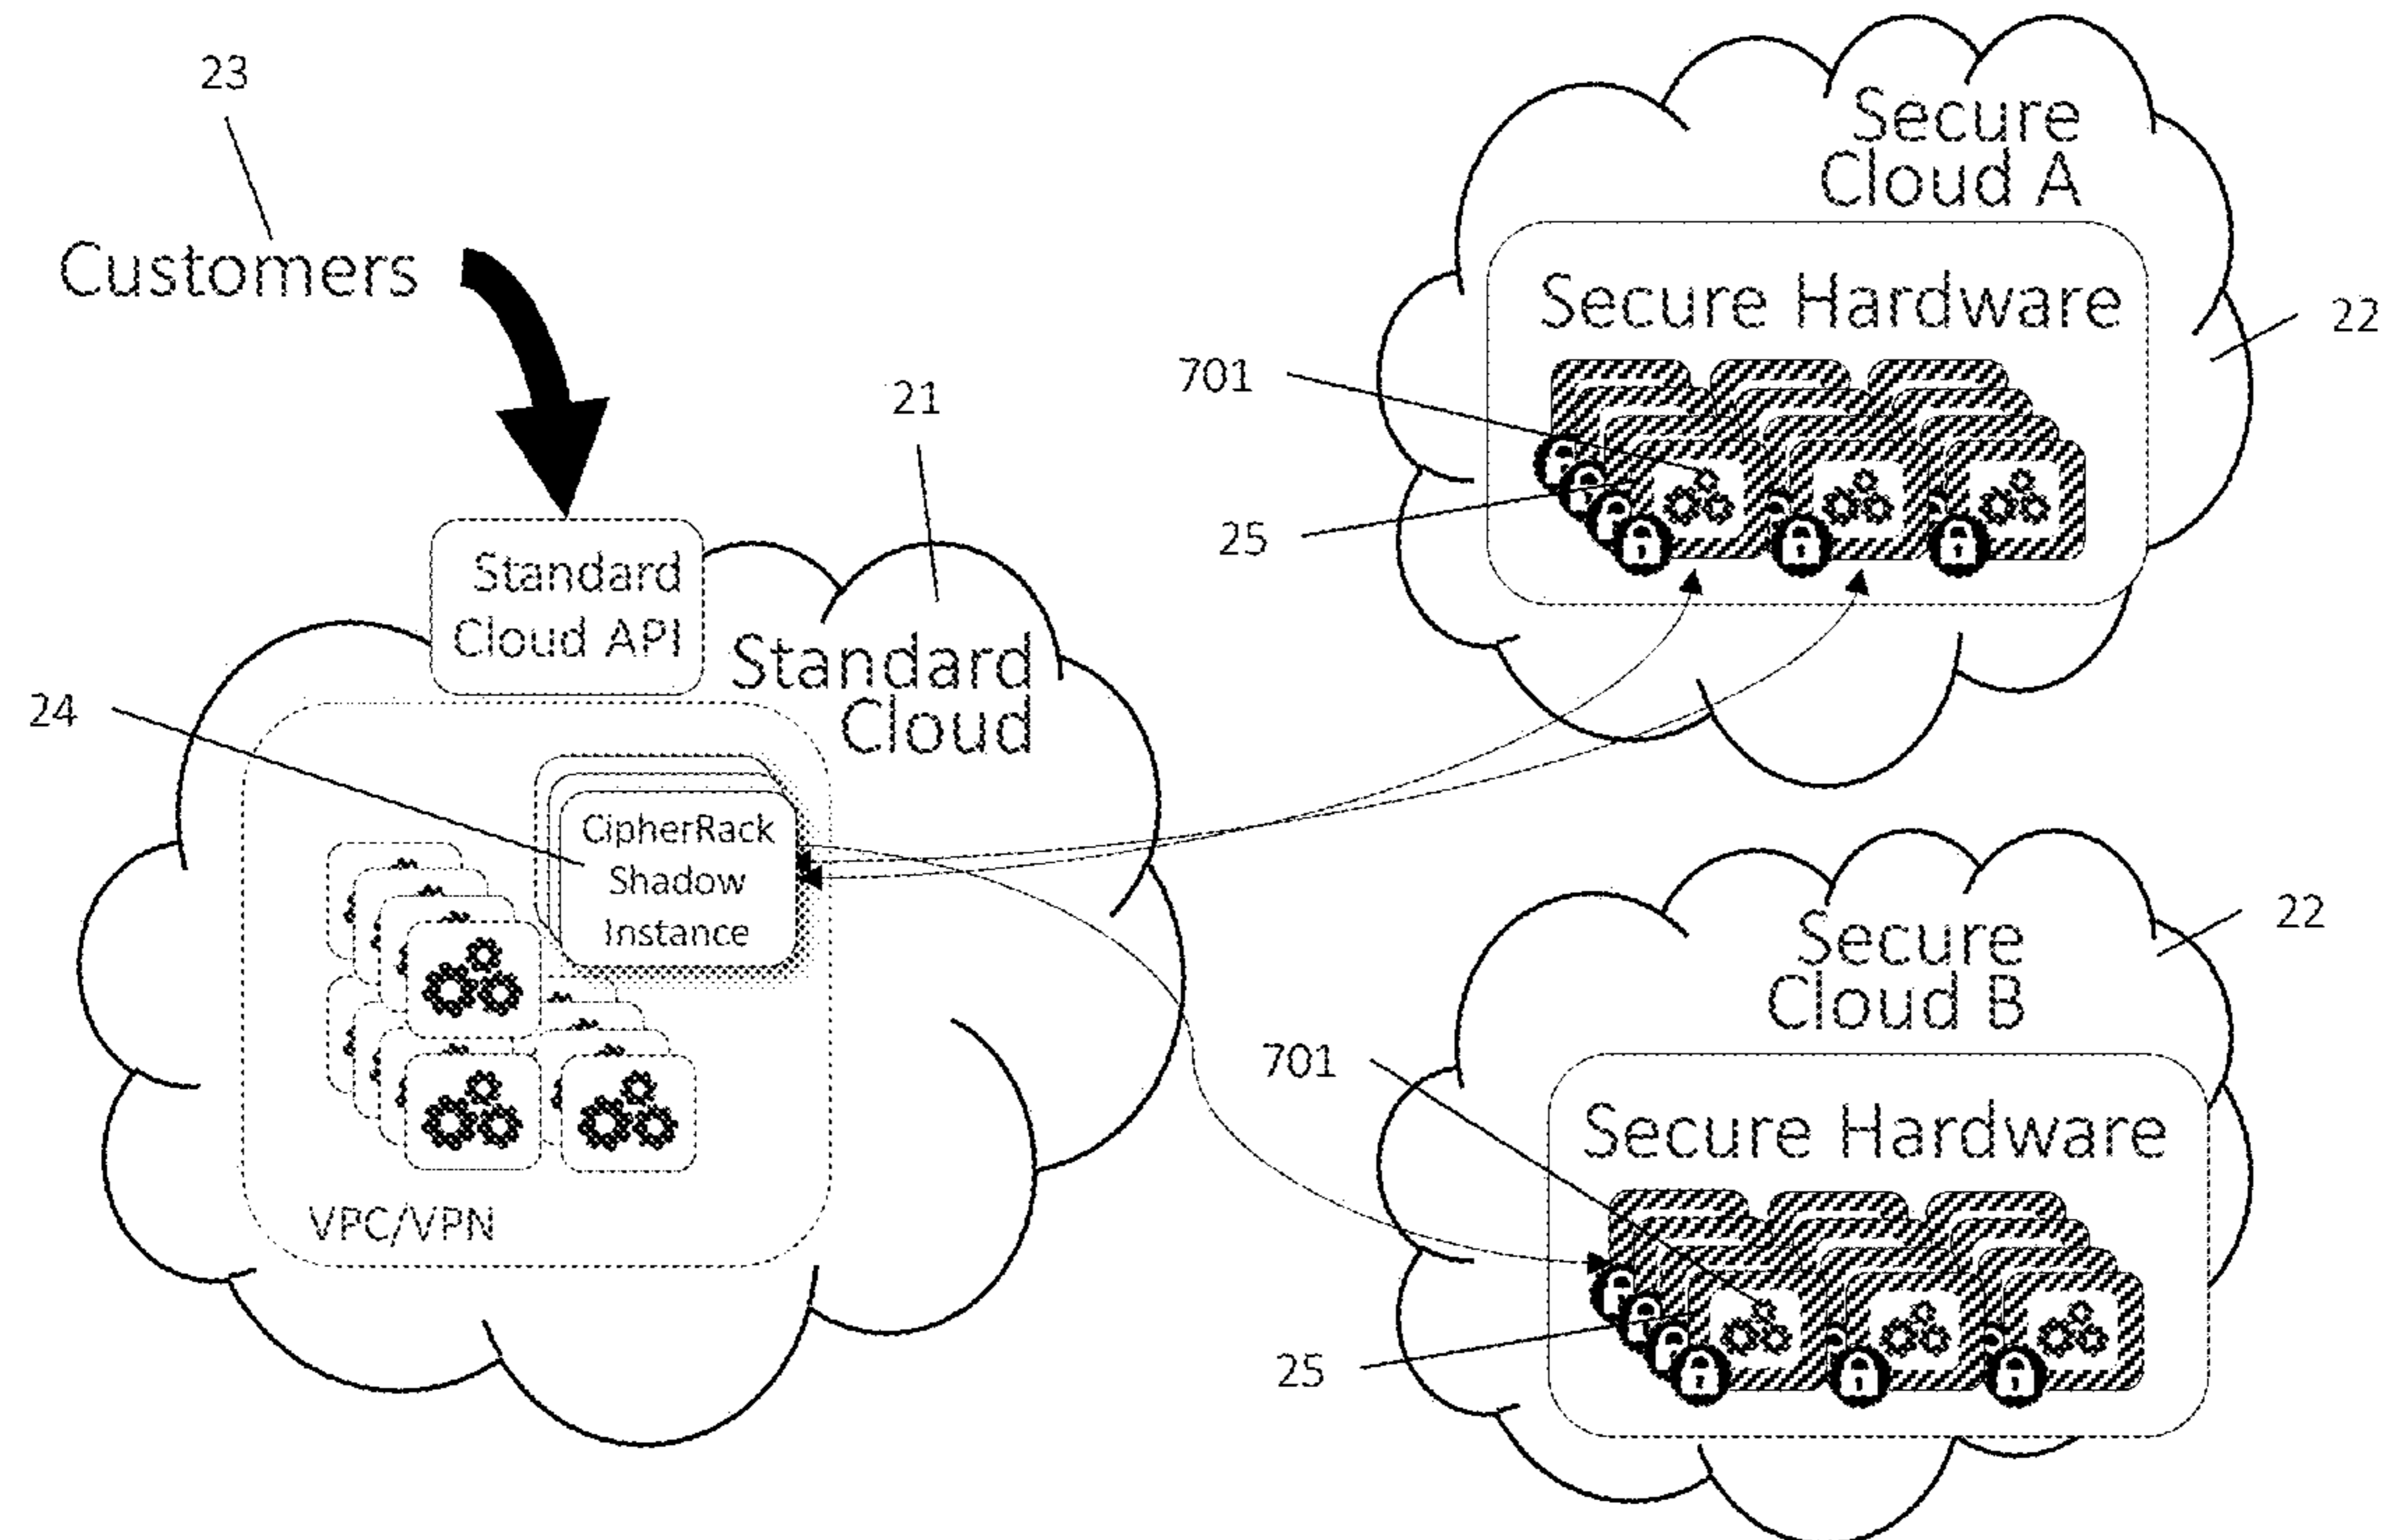 23
Customers
Standard
Cloud API
21
Standard
Cloud
24
CipherRack
Shadow
Instance
VPC/VPN
Secure
Cloud A
Secure Hardware
22
701
25
Secure
Cloud B
22
Secure Hardware
701
25